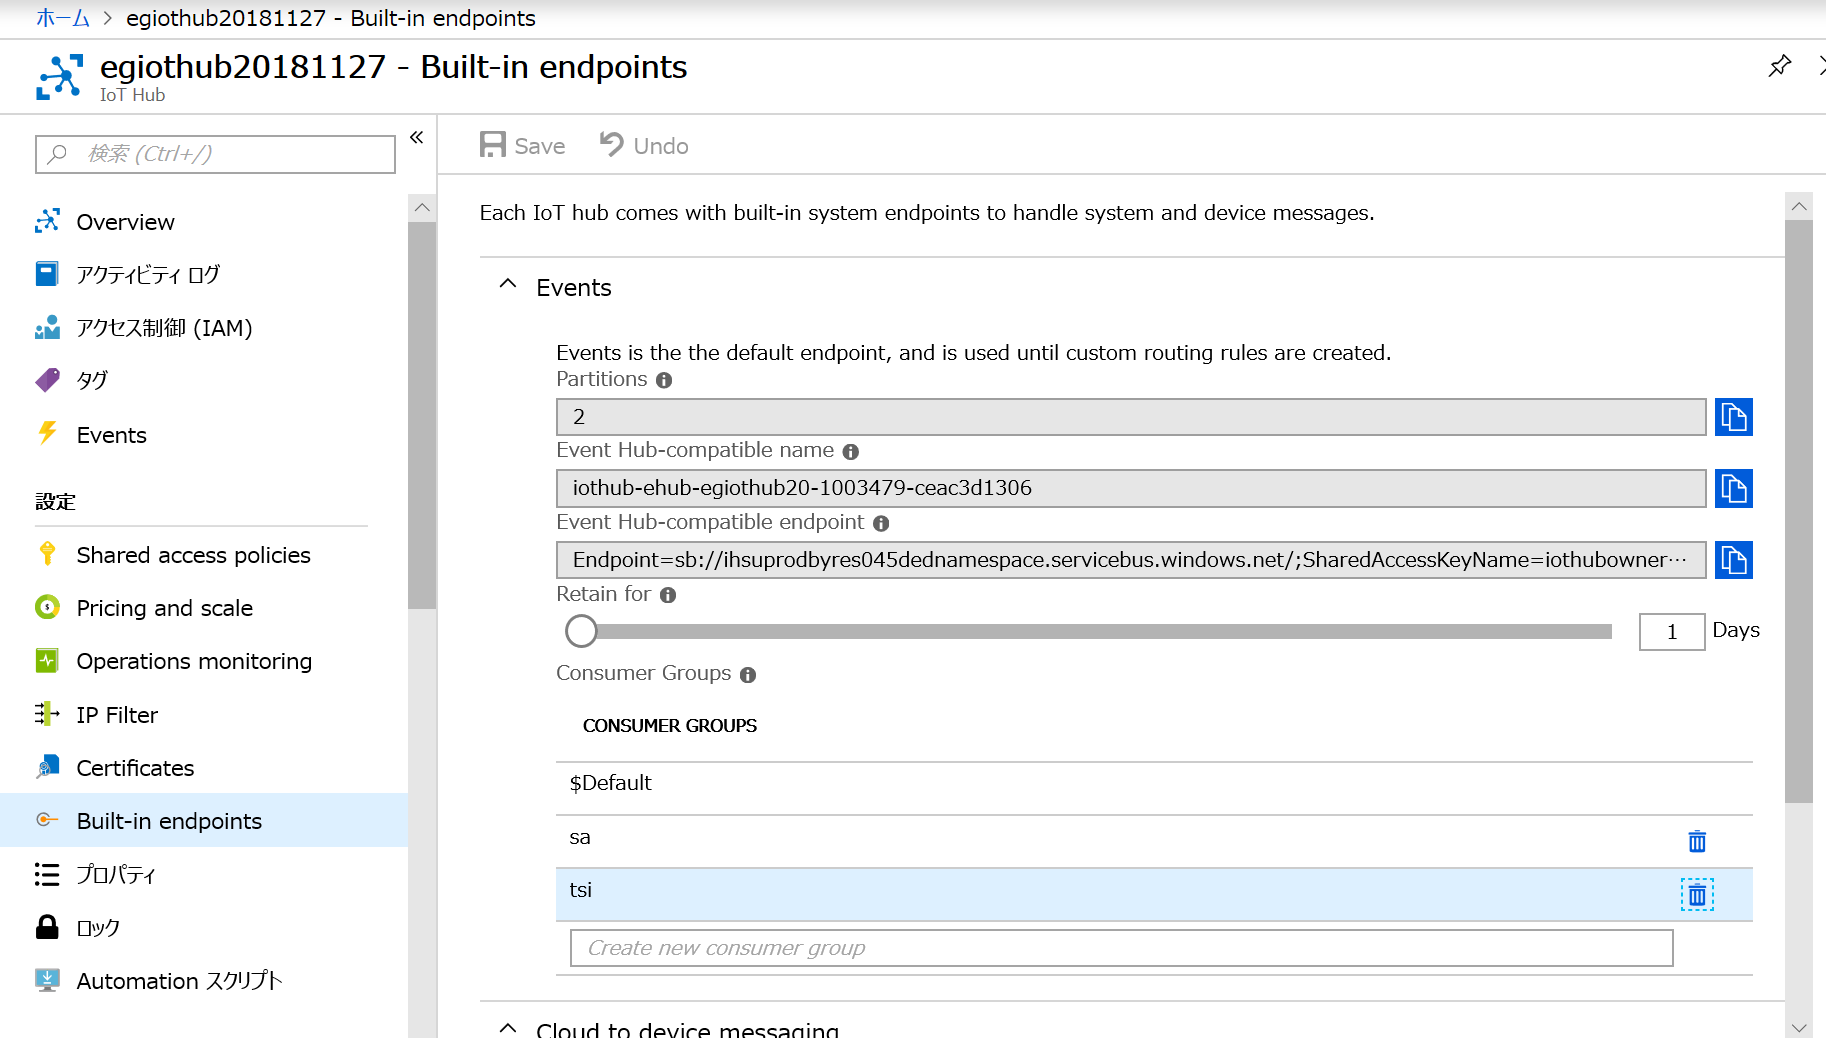 ホーム > egiothub20181127 - Built-in endpoints
egiothub20181127 - Built-in endpoints
IoT Hub
検索 (Ctrl+/)
Overview
アクティビティ ログ
アクセス制御 (IAM)
タグ
Events
設定
Shared access policies
Pricing and scale
Operations monitoring
IP Filter
Certificates
Built-in endpoints
プロパティ
ロック
Automation スクリプト
Save Undo
Each IoT hub comes with built-in system endpoints to handle system and device messages.
Events
Events is the the default endpoint, and is used until custom routing rules are created.
Partitions
2
Event Hub-compatible name
iothub-ehub-egiothub20-1003479-ceac3d1306
Event Hub-compatible endpoint
Endpoint=sb://ihsuprodbyres045dednamespace.servicebus.windows.net/;SharedAccessKeyName=iothubowner···
Retain for
1 Days
Consumer Groups
CONSUMER GROUPS
$Default
sa
tsi
Create new consumer group
Cloud to device messaging